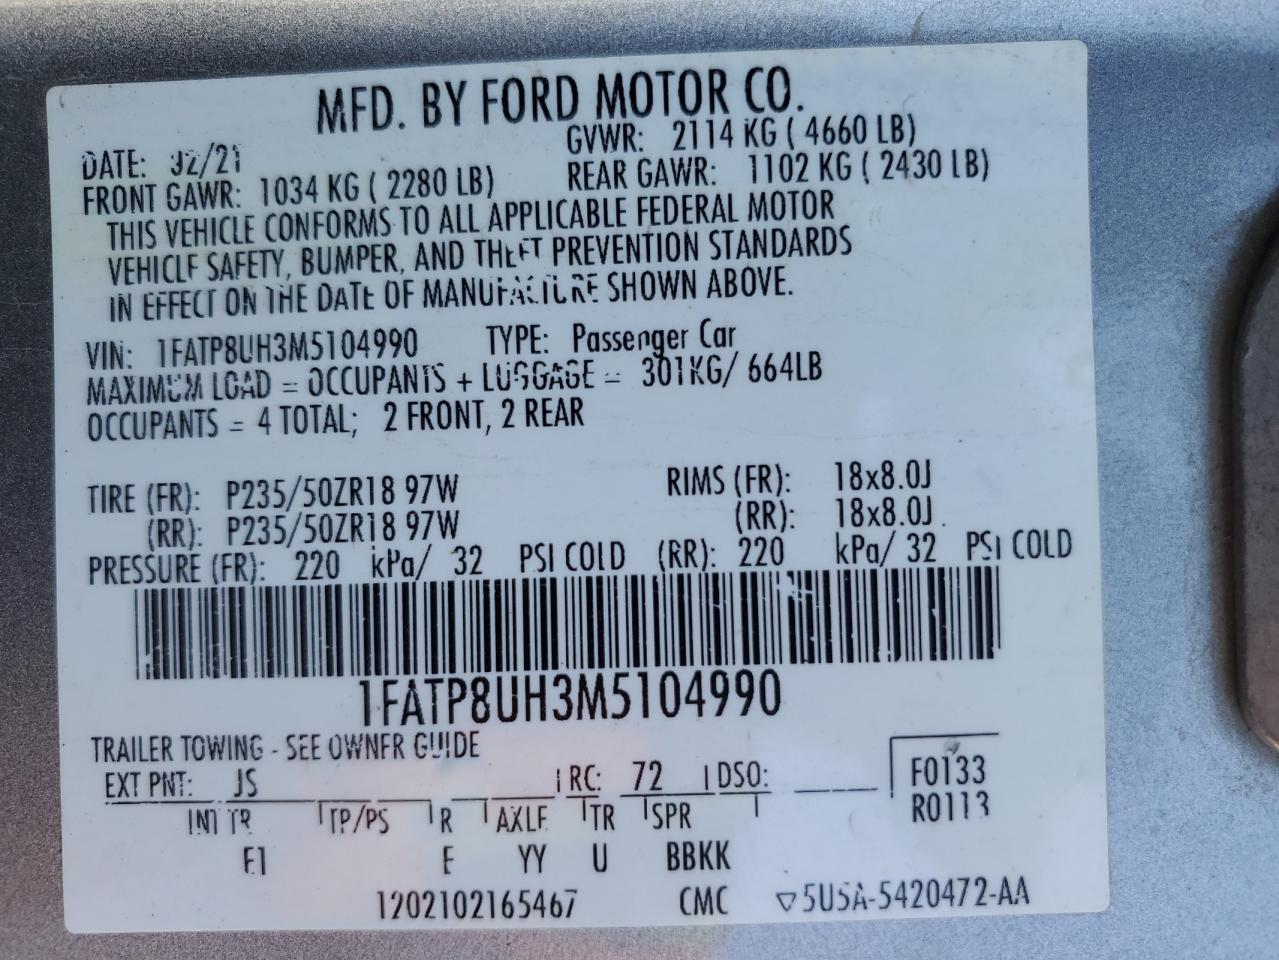 MFD. BY FORD MOTOR CO.
DATE: 02/21 GVWR: 2114 KG ( 4660 LB)
FRONT GAWR: 1034 KG ( 2280 LB) REAR GAWR: 1102 KG ( 2430 LB)
THIS VEHICLE CONFORMS TO ALL APPLICABLE FEDERAL MOTOR
VEHICLE SAFETY, BUMPER, AND THEFT PREVENTION STANDARDS
IN EFFECT ON THE DATE OF MANUFACTURE SHOWN ABOVE.
VIN: 1FATP8UH3M5104990 TYPE: Passenger Car
MAXIMUM LOAD = OCCUPANTS + LUGGAGE = 301KG/ 664LB
OCCUPANTS = 4 TOTAL; 2 FRONT, 2 REAR
TIRE (FR): P235/50ZR18 97W RIMS (FR): 18x8.0J
(RR): P235/50ZR18 97W (RR): 18x8.0J
PRESSURE (FR): 220 kPa/ 32 PSI COLD (RR): 220 kPa/ 32 PSI COLD
1FATP8UH3M5104990
TRAILER TOWING - SEE OWNER GUIDE
EXT PNT: JS RC: 72 DSO: F0133
R0113
INT TR TP/PS R AXLE TR SPR
E1 E YY U BBKK
1202102165467 CMC ▽5U5A-5420472-AA